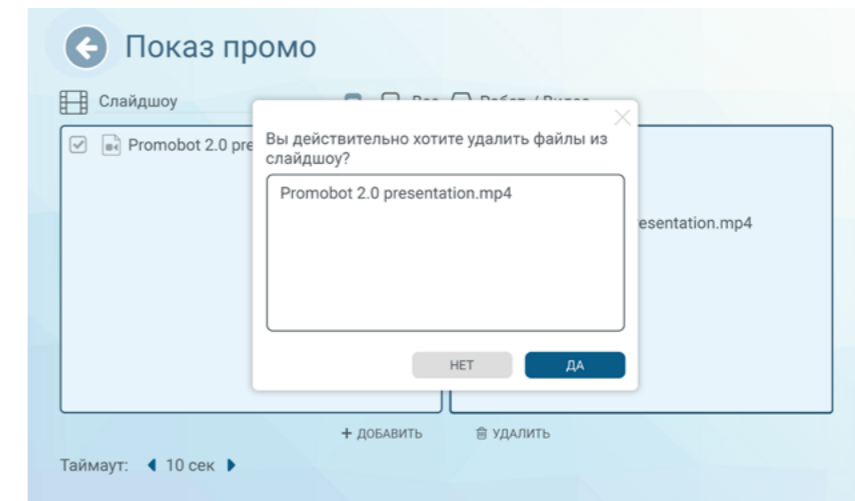 Показ промо
Слайдшоу
Вы действительно хотите удалить файлы из
слайдшоу?
Promobot 2.0 pre
Promobot 2.0 presentation.mp4
esentation.mp4
НЕТ
ДА
+ ДОБАВИТЬ
УДАЛИТЬ
Таймаут: 10 сек